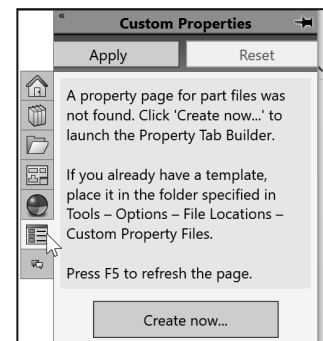 «
Custom Properties
Apply
Reset
A property page for part files was
not found. Click 'Create now...' to
launch the Property Tab Builder.
If you already have a template,
place it in the folder specified in
Tools – Options – File Locations –
Custom Property Files.
Press F5 to refresh the page.
Create now...